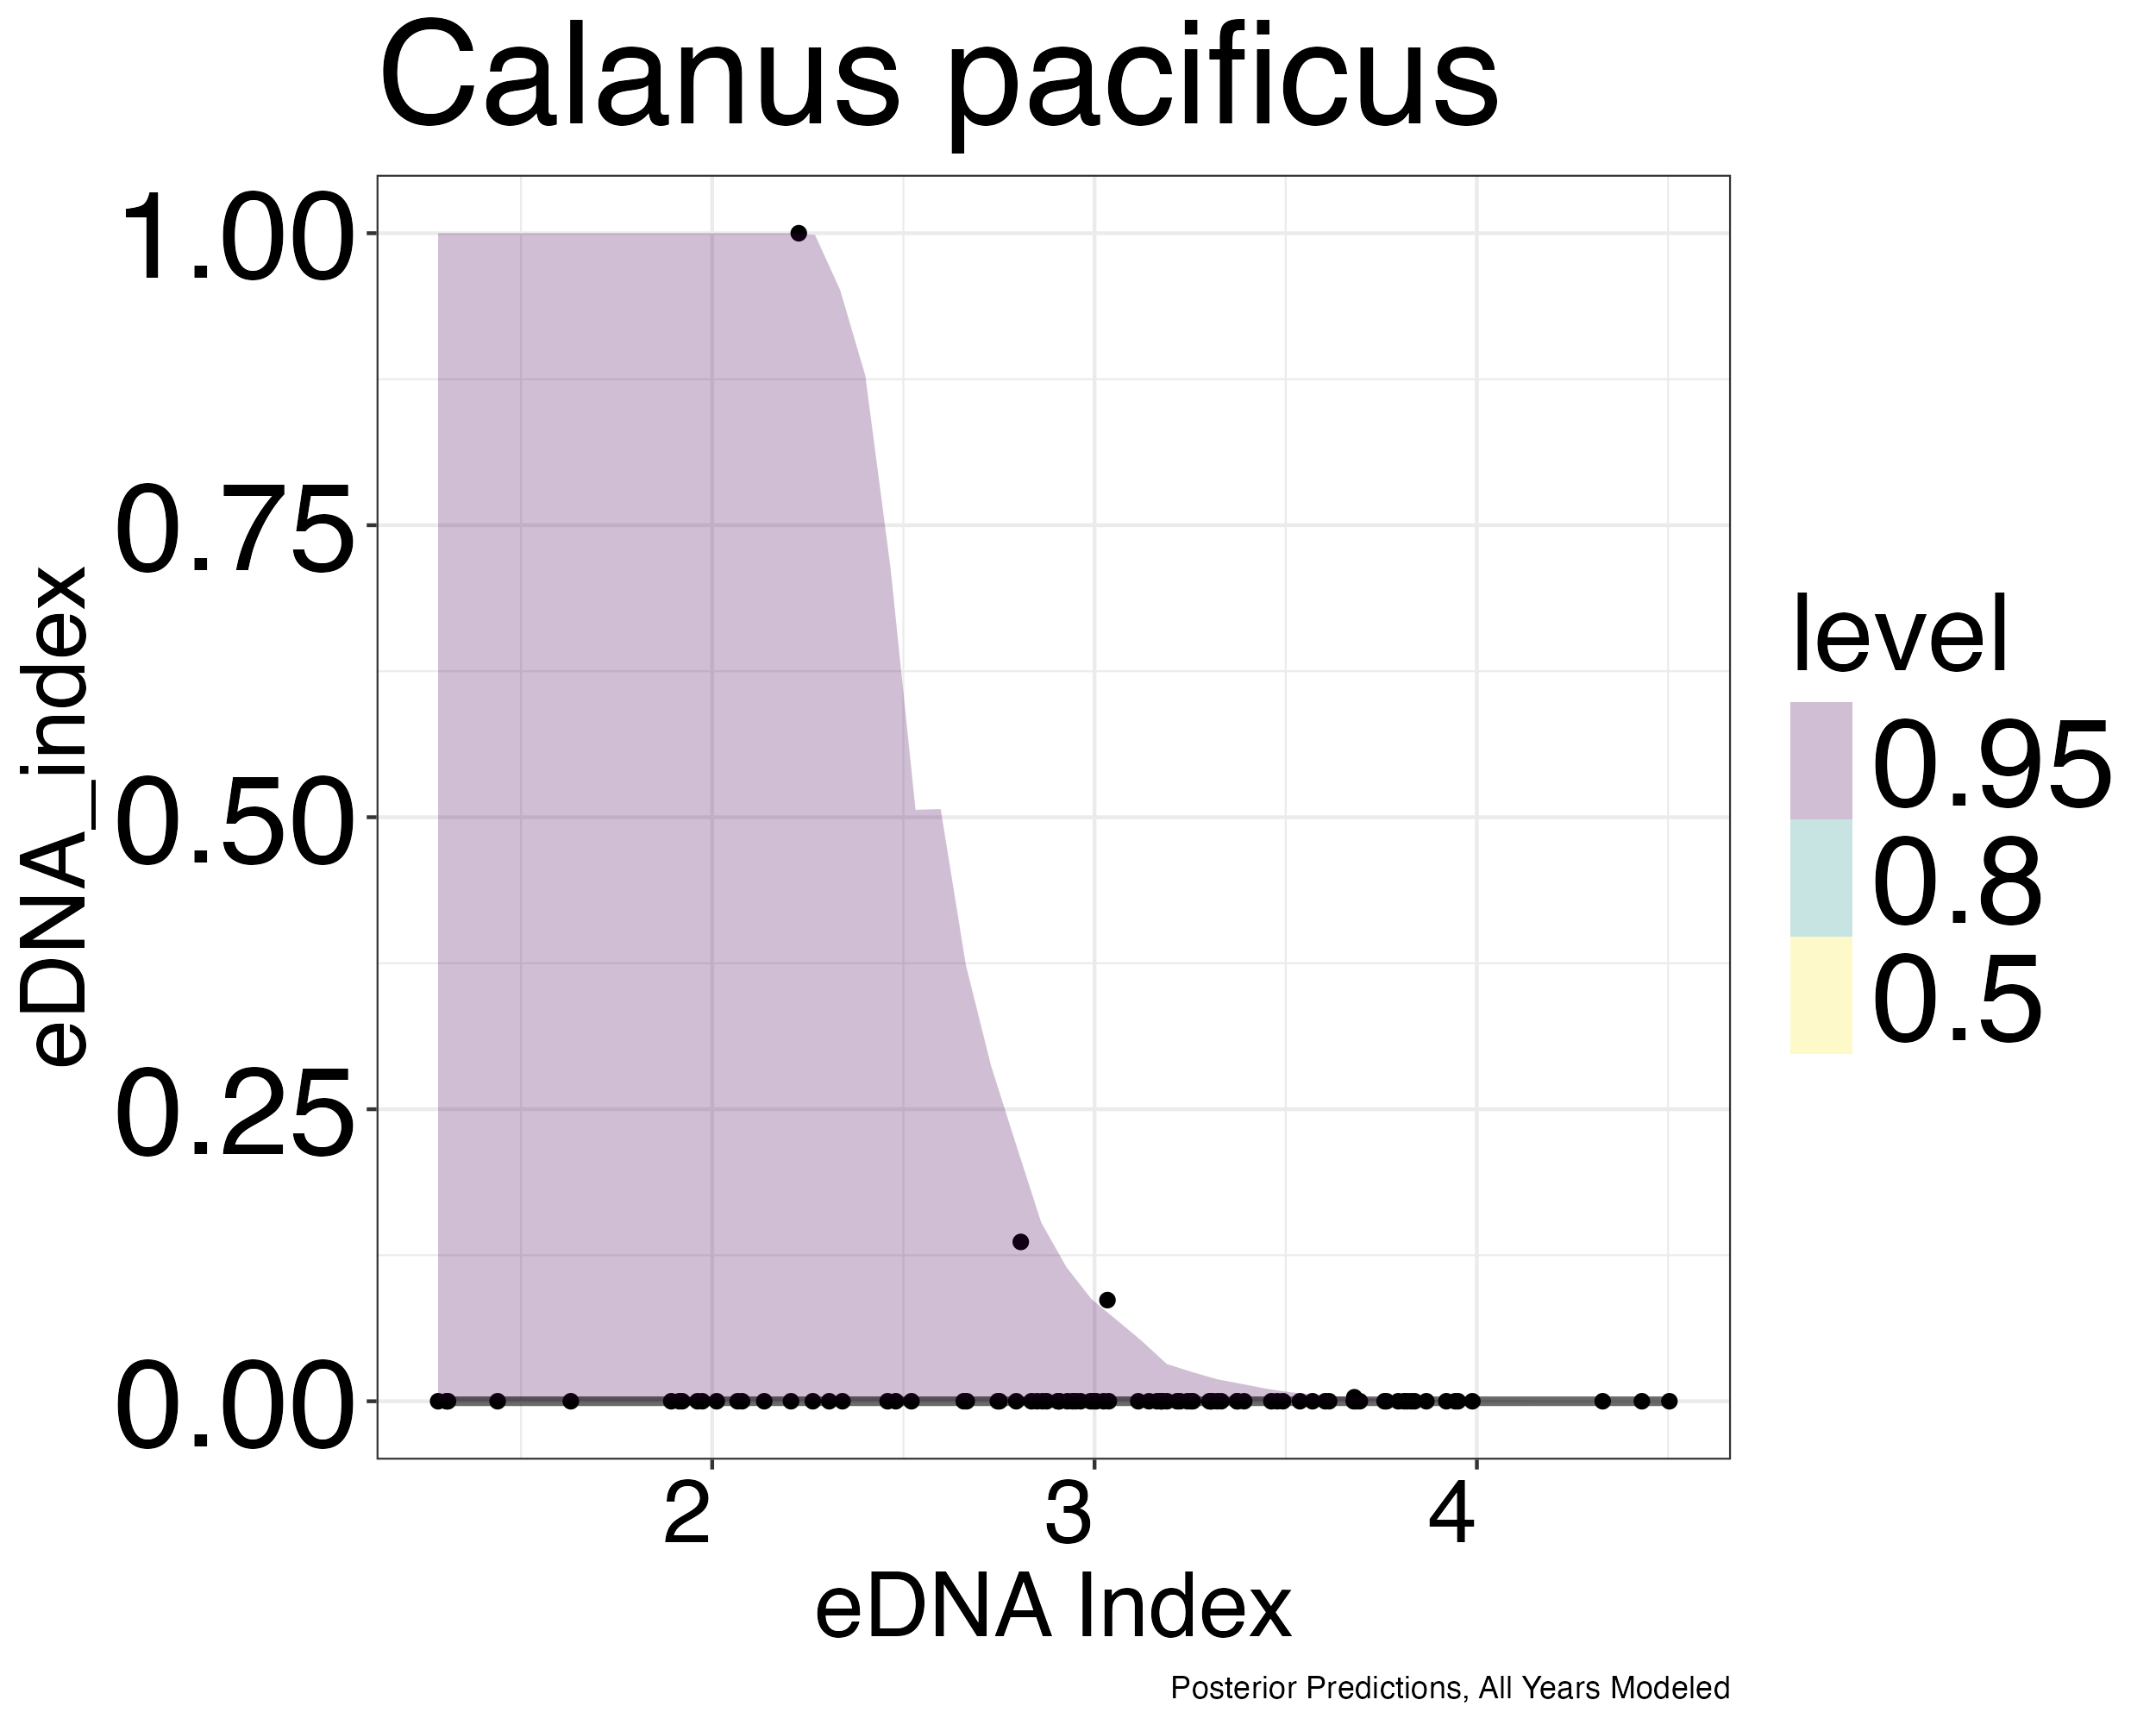 Calanus pacificus
eDNA_index
1.00
0.75
0.50
0.25
0.00
2
3
4
eDNA Index
level
0.95
0.8
0.5
Posterior Predictions, All Years Modeled